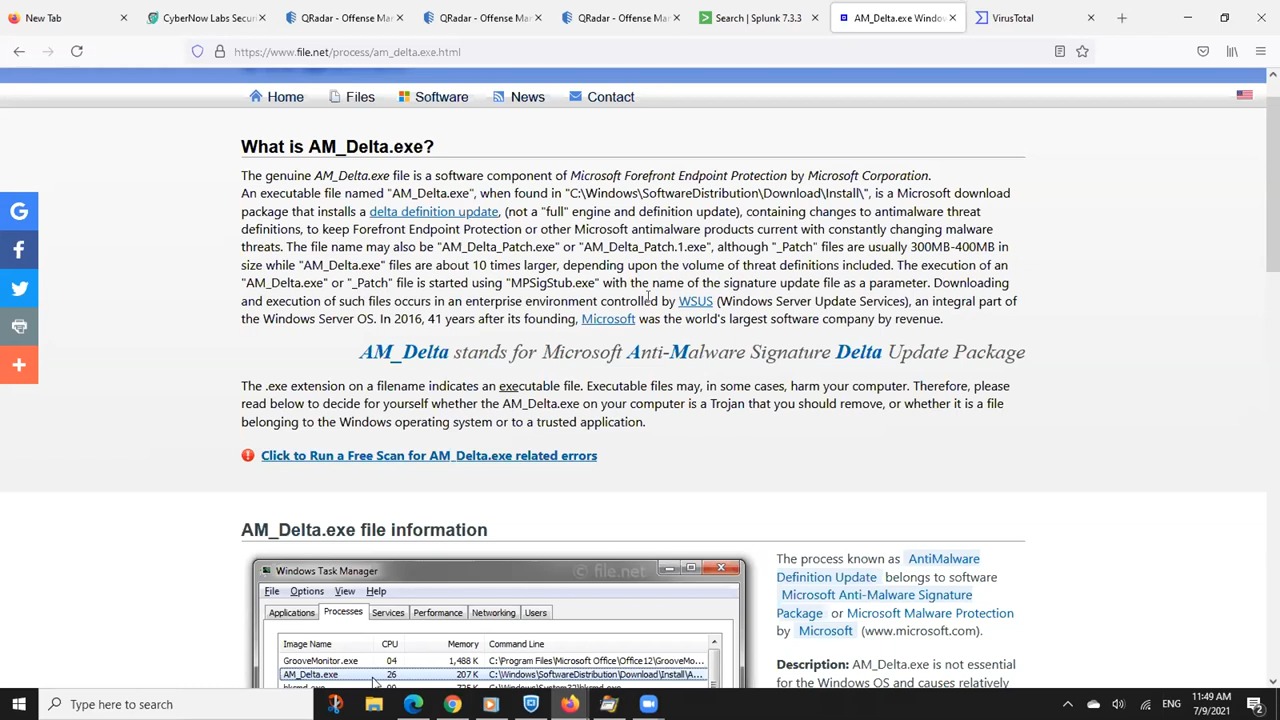 New Tab
CyberNow Labs Securit
QRadar - Offense Mar
QRadar - Offense Mar
QRadar - Offense Mar
Search | Splunk 7.3.3
AM_Delta.exe Windo
VirusTotal
https://www.file.net/process/am_delta.exe.html
Home Files Software News Contact
What is AM_Delta.exe?
The genuine AM_Delta.exe file is a software component of Microsoft Forefront Endpoint Protection by Microsoft Corporation.
An executable file named "AM_Delta.exe", when found in "C:\Windows\SoftwareDistribution\Download\Install\", is a Microsoft download
package that installs a delta definition update, (not a "full" engine and definition update), containing changes to antimalware threat
definitions, to keep Forefront Endpoint Protection or other Microsoft antimalware products current with constantly changing malware
threats. The file name may also be "AM_Delta_Patch.exe" or "AM_Delta_Patch.1.exe", although "_Patch" files are usually 300MB-400MB in
size while "AM_Delta.exe" files are about 10 times larger, depending upon the volume of threat definitions included. The execution of an
"AM_Delta.exe" or "_Patch" file is started using "MPSigStub.exe" with the name of the signature update file as a parameter. Downloading
and execution of such files occurs in an enterprise environment controlled by WSUS (Windows Server Update Services), an integral part of
the Windows Server OS. In 2016, 41 years after its founding, Microsoft was the world's largest software company by revenue.
AM_Delta stands for Microsoft Anti-Malware Signature Delta Update Package
The .exe extension on a filename indicates an executable file. Executable files may, in some cases, harm your computer. Therefore, please
read below to decide for yourself whether the AM_Delta.exe on your computer is a Trojan that you should remove, or whether it is a file
belonging to the Windows operating system or to a trusted application.
Click to Run a Free Scan for AM_Delta.exe related errors
AM_Delta.exe file information
Windows Task Manager
© file.net
File Options View Help
Applications Processes Services Performance Networking Users
Image Name CPU Memory Command Line
GrooveMonitor.exe 04 1,488 K C:\Program Files\Microsoft Office\Office12\GrooveMo...
AM_Delta.exe 26 207 K C:\Windows\SoftwareDistribution\Download\Install\A...
The process known as AntiMalware
Definition Update belongs to software
Microsoft Anti-Malware Signature
Package or Microsoft Malware Protection
by Microsoft (www.microsoft.com).
Description: AM_Delta.exe is not essential
for the Windows OS and causes relatively
Type here to search
ENG
11:49 AM
7/9/2021
2